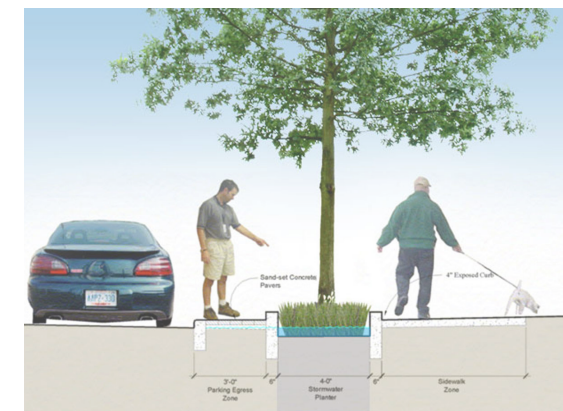 Sand-set Concrete
Pavers
4" Exposed Curb
6"
3'-0"
Parking Egress
Zone
6"
4-0"
Stormwater
Planter
6"
Sidewalk
Zone